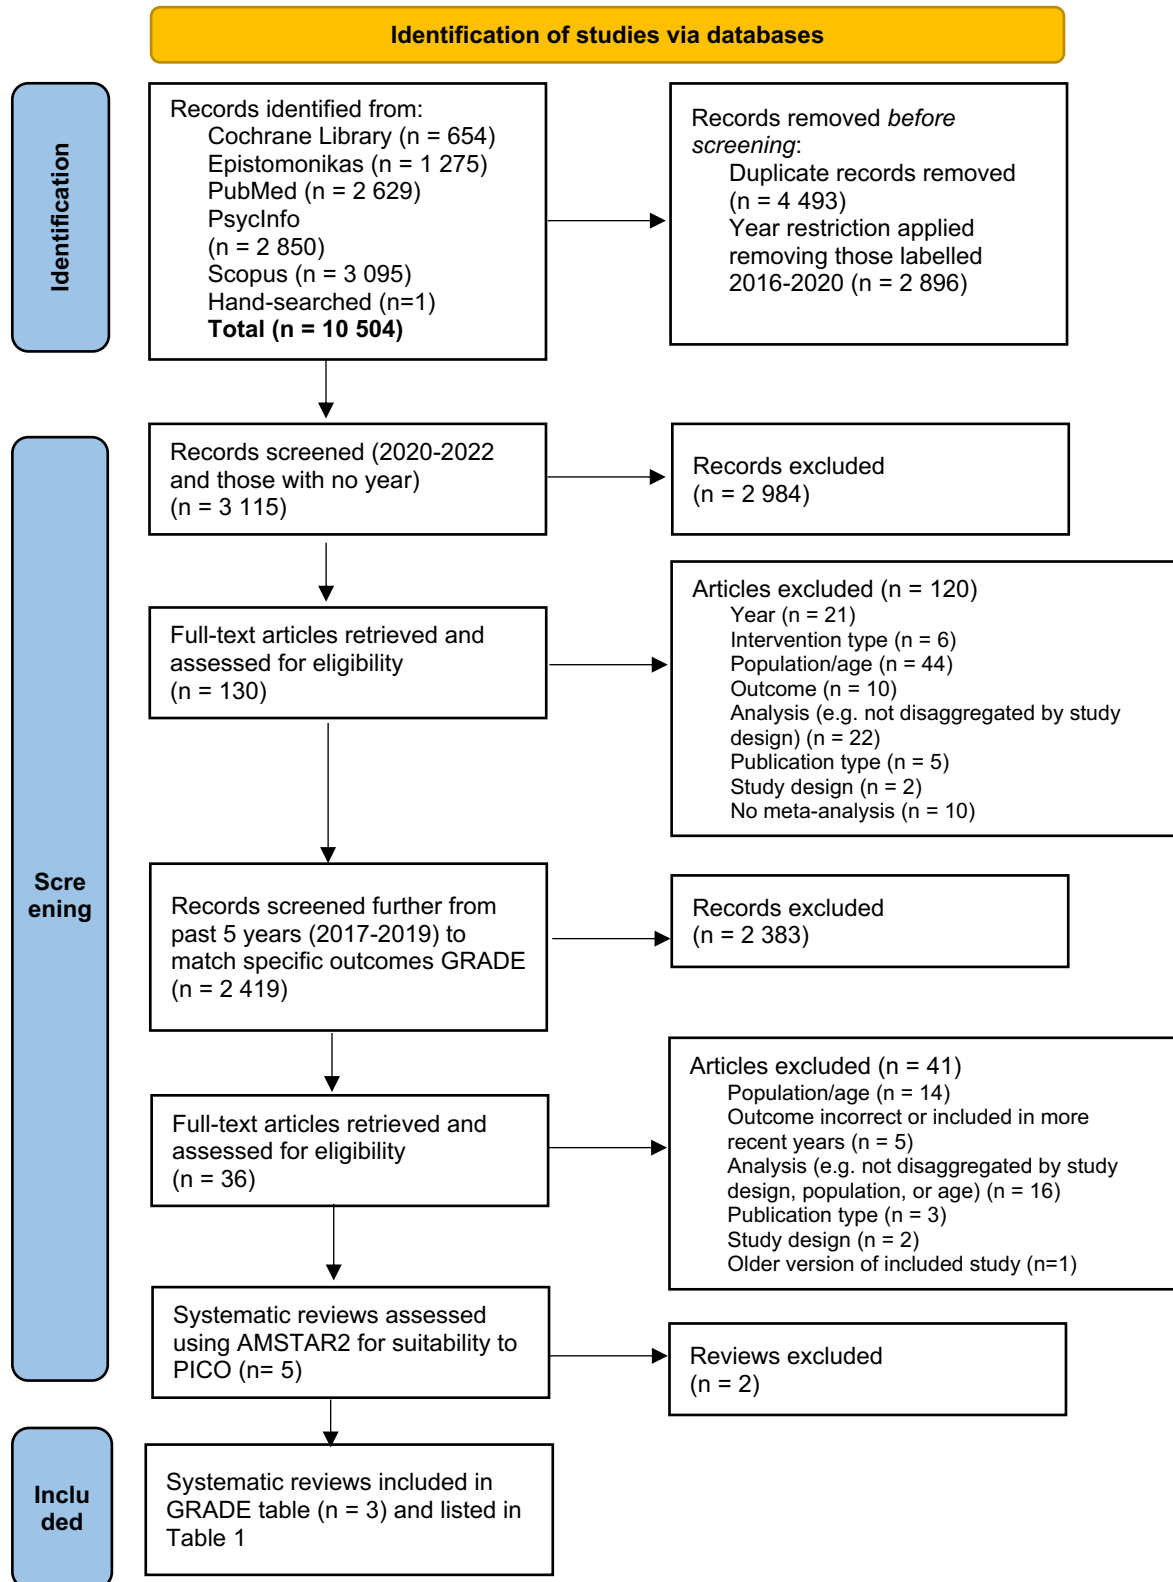 Identification of studies via databases
Identification
Records identified from:
Cochrane Library (n = 654)
Epistomonikas (n = 1 275)
PubMed (n = 2 629)
PsycInfo
(n = 2 850)
Scopus (n = 3 095)
Hand-searched (n=1)
Total (n = 10 504)
Records removed before
screening:
Duplicate records removed
(n = 4 493)
Year restriction applied
removing those labelled
2016-2020 (n = 2 896)
Scre
ening
Records screened (2020-2022
and those with no year)
(n = 3 115)
Records excluded
(n = 2 984)
Full-text articles retrieved and
assessed for eligibility
(n = 130)
Articles excluded (n = 120)
Year (n = 21)
Intervention type (n = 6)
Population/age (n = 44)
Outcome (n = 10)
Analysis (e.g. not disaggregated by study
design) (n = 22)
Publication type (n = 5)
Study design (n = 2)
No meta-analysis (n = 10)
Records screened further from
past 5 years (2017-2019) to
match specific outcomes GRADE
(n = 2 419)
Records excluded
(n = 2 383)
Full-text articles retrieved and
assessed for eligibility
(n = 36)
Articles excluded (n = 41)
Population/age (n = 14)
Outcome incorrect or included in more
recent years (n = 5)
Analysis (e.g. not disaggregated by study
design, population, or age) (n = 16)
Publication type (n = 3)
Study design (n = 2)
Older version of included study (n=1)
Systematic reviews assessed
using AMSTAR2 for suitability to
PICO (n= 5)
Reviews excluded
(n = 2)
Inclu
ded
Systematic reviews included in
GRADE table (n = 3) and listed in
Table 1